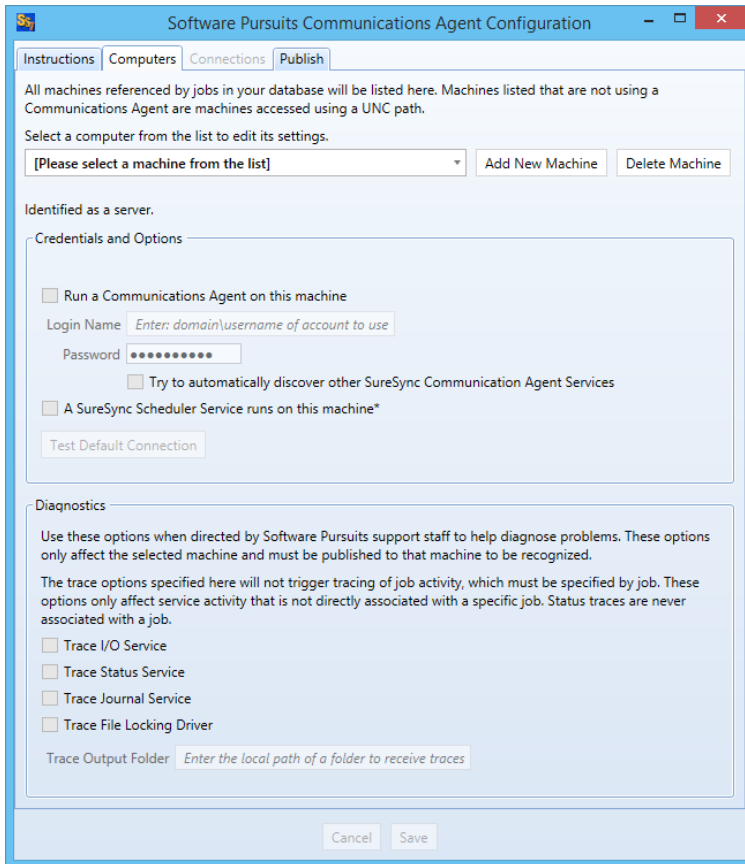 Software Pursuits Communications Agent Configuration
Instructions Computers Connections Publish
All machines referenced by jobs in your database will be listed here. Machines listed that are not using a
Communications Agent are machines accessed using a UNC path.
Select a computer from the list to edit its settings.
[Please select a machine from the list] Add New Machine Delete Machine
Identified as a server.
Credentials and Options
Run a Communications Agent on this machine
Login Name Enter: domain\username of account to use
Password ●●●●●●●●●●
Try to automatically discover other SureSync Communication Agent Services
A SureSync Scheduler Service runs on this machine*
Test Default Connection
Diagnostics
Use these options when directed by Software Pursuits support staff to help diagnose problems. These options
only affect the selected machine and must be published to that machine to be recognized.
The trace options specified here will not trigger tracing of job activity, which must be specified by job. These
options only affect service activity that is not directly associated with a specific job. Status traces are never
associated with a job.
Trace I/O Service
Trace Status Service
Trace Journal Service
Trace File Locking Driver
Trace Output Folder Enter the local path of a folder to receive traces
Cancel Save